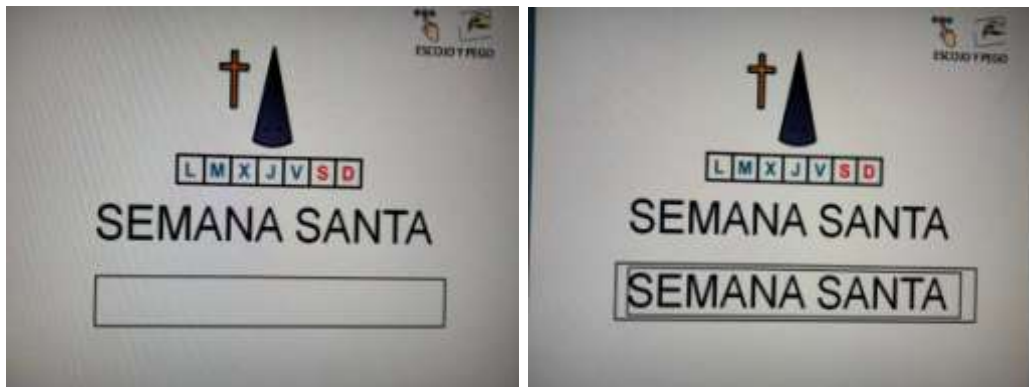 ESCOJO Y PEGO
L M X J V S D
SEMANA SANTA
ESCOJO Y PEGO
L M X J V S D
SEMANA SANTA
SEMANA SANTA